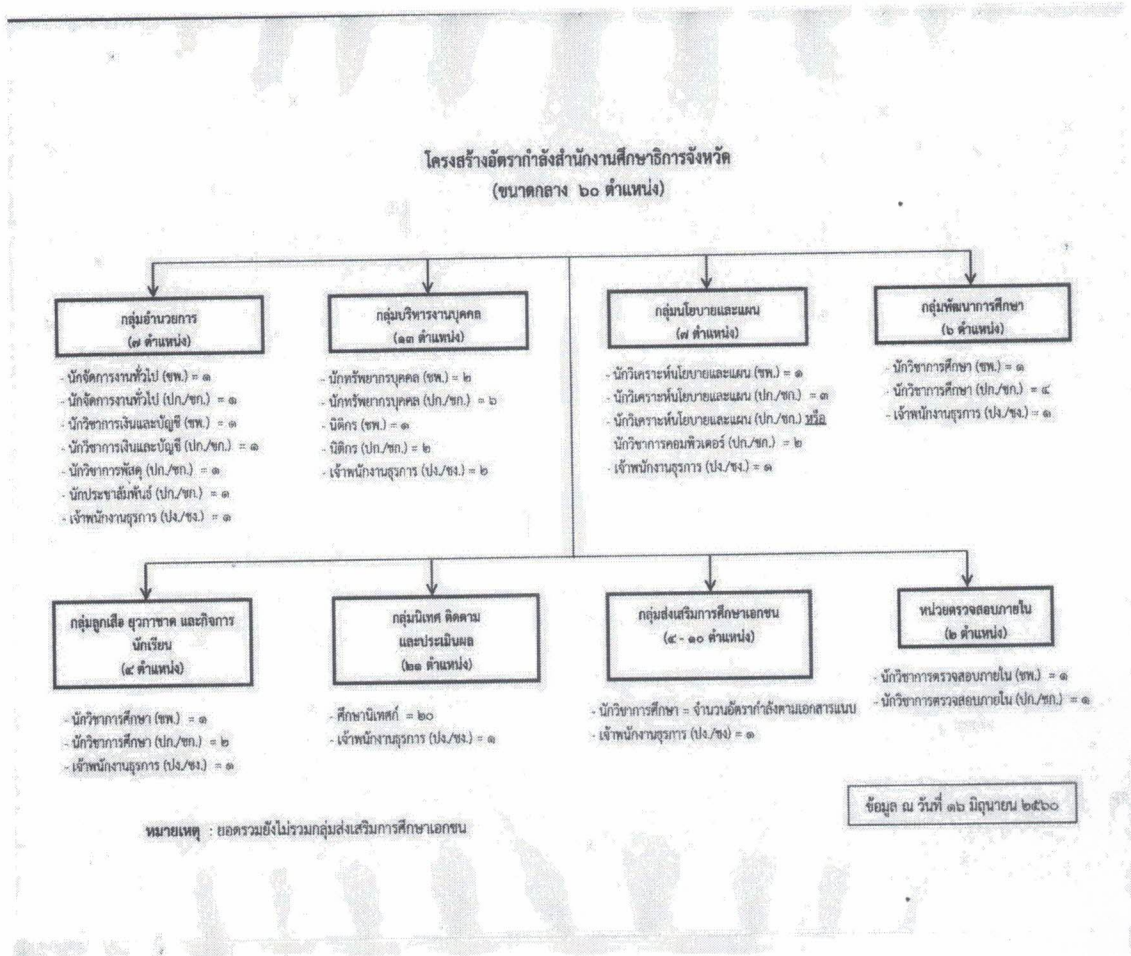 โครงสร้างอัตรากำลังสำนักงานศึกษาธิการจังหวัด
(ขนาดกลาง ๖๐ ตำแหน่ง)
กลุ่มอำนวยการ
(๗ ตำแหน่ง)
- นักจัดการงานทั่วไป (ชพ.) = ๑
- นักจัดการงานทั่วไป (ปก./ชก.) = ๑
- นักวิชาการเงินและบัญชี (ชพ.) = ๑
- นักวิชาการเงินและบัญชี (ปก./ชก.) = ๑
- นักวิชาการพัสดุ (ปก./ชก.) = ๑
- นักประชาสัมพันธ์ (ปก./ชก.) = ๑
- เจ้าพนักงานธุรการ (ปง./ชง.) = ๑
กลุ่มบริหารงานบุคคล
(๑๓ ตำแหน่ง)
- นักทรัพยากรบุคคล (ชพ.) = ๒
- นักทรัพยากรบุคคล (ปก./ชก.) = ๖
- นิติกร (ชพ.) = ๑
- นิติกร (ปก./ชก.) = ๒
- เจ้าพนักงานธุรการ (ปง./ชง.) = ๒
กลุ่มนโยบายและแผน
(๗ ตำแหน่ง)
- นักวิเคราะห์นโยบายและแผน (ชพ.) = ๑
- นักวิเคราะห์นโยบายและแผน (ปก./ชก.) = ๓
- นักวิเคราะห์นโยบายและแผน (ปก./ชก.) หรือ
นักวิชาการคอมพิวเตอร์ (ปก./ชก.) = ๒
- เจ้าพนักงานธุรการ (ปง./ชง.) = ๑
กลุ่มพัฒนาการศึกษา
(๖ ตำแหน่ง)
- นักวิชาการศึกษา (ชพ.) = ๑
- นักวิชาการศึกษา (ปก./ชก.) = ๔
- เจ้าพนักงานธุรการ (ปง./ชง.) = ๑
กลุ่มลูกเสือ ยุวกาชาด และกิจการ
นักเรียน
(๔ ตำแหน่ง)
- นักวิชาการศึกษา (ชพ.) = ๑
- นักวิชาการศึกษา (ปก./ชก.) = ๒
- เจ้าพนักงานธุรการ (ปง./ชง.) = ๑
กลุ่มนิเทศ ติดตาม
และประเมินผล
(๒๑ ตำแหน่ง)
- ศึกษานิเทศก์ = ๒๐
- เจ้าพนักงานธุรการ (ปง./ชง.) = ๑
กลุ่มส่งเสริมการศึกษาเอกชน
(๕ - ๑๐ ตำแหน่ง)
- นักวิชาการศึกษา = จำนวนอัตรากำลังตามเอกสารแนบ
- เจ้าพนักงานธุรการ (ปง./ชง) = ๑
หน่วยตรวจสอบภายใน
(๒ ตำแหน่ง)
- นักวิชาการตรวจสอบภายใน (ชพ.) = ๑
- นักวิชาการตรวจสอบภายใน (ปก./ชก.) = ๑
ข้อมูล ณ วันที่ ๑๖ มิถุนายน ๒๕๖๐
หมายเหตุ : ยอดรวมยังไม่รวมกลุ่มส่งเสริมการศึกษาเอกชน